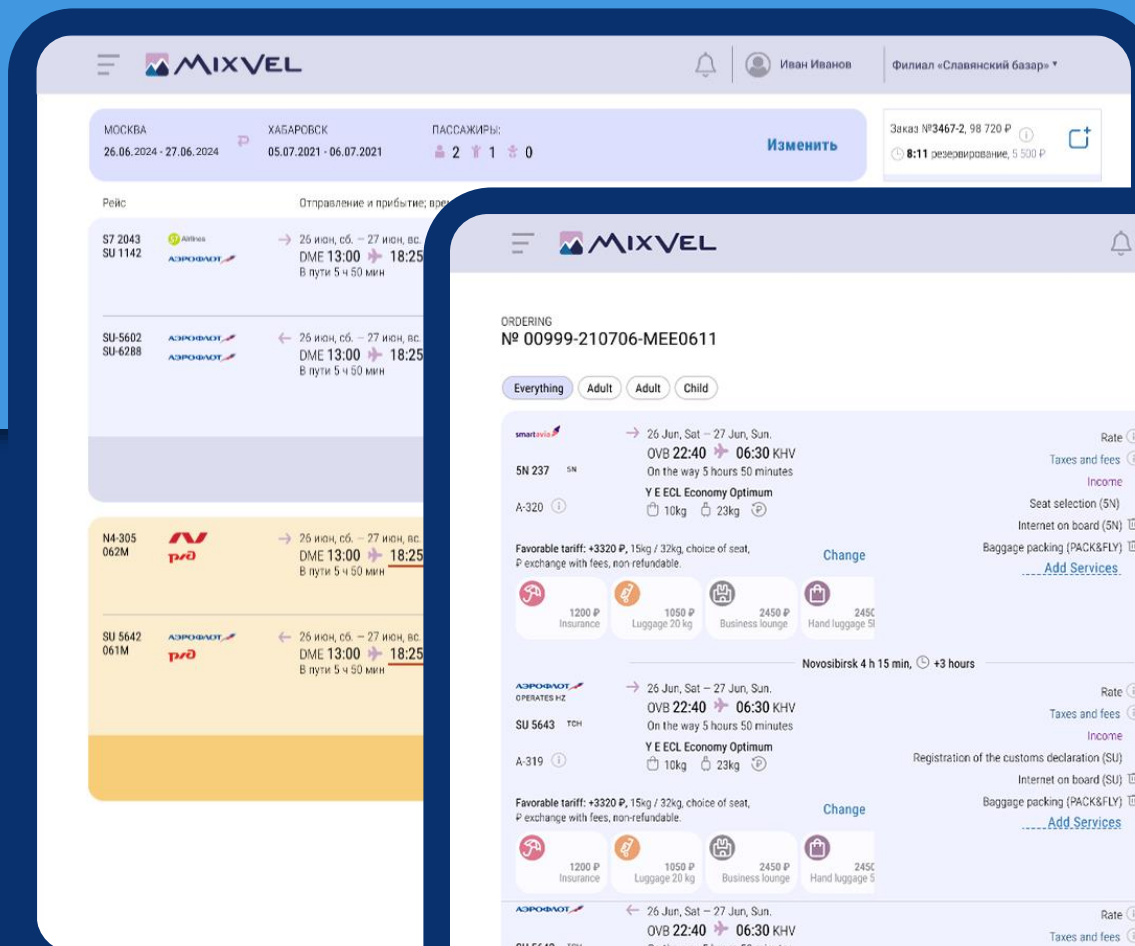 MIXVEL
Иван Иванов
Филиал «Славянский базар»
МОСКВА
26.06.2024 - 27.06.2024
ХАБАРОВСК
05.07.2021 - 06.07.2021
ПАССАЖИРЫ:
2 1 0
Изменить
Заказ №3467-2, 98 720 ₽
8:11 резервирование, 5 500 ₽
Рейс
Отправление и прибытие;
S7 2043
SU 1142
S7 Airlines
АЭРОФЛОТ
26 июн, сб. – 27 июн, вс.
DME 13:00 18:25
В пути 5 ч 50 мин
SU-5602
SU-6288
АЭРОФЛОТ
АЭРОФЛОТ
26 июн, сб. – 27 июн, вс.
DME 13:00 18:25
В пути 5 ч 50 мин
N4-305
062M
ржд
26 июн, сб. – 27 июн, вс.
DME 13:00 18:25
В пути 5 ч 50 мин
SU 5642
061M
АЭРОФЛОТ
ржд
26 июн, сб. – 27 июн, вс.
DME 13:00 18:25
В пути 5 ч 50 мин
MIXVEL
ORDERING
№ 00999-210706-MEE0611
Everything Adult Adult Child
smartavia
5N 237 5N
A-320
26 Jun, Sat – 27 Jun, Sun.
OVB 22:40 06:30 KHV
On the way 5 hours 50 minutes
Y E ECL Economy Optimum
10kg 23kg
Rate
Taxes and fees
Income
Seat selection (5N)
Internet on board (5N)
Baggage packing (PACK&FLY)
Add Services
Favorable tariff: +3320 ₽, 15kg / 32kg, choice of seat,
₽ exchange with fees, non refundable.
Change
1200 ₽
Insurance
1050 ₽
Luggage 20 kg
2450 ₽
Business lounge
245
Hand luggage
Novosibirsk 4 h 15 min, +3 hours
АЭРОФЛОТ
OPERATES HZ
SU 5643 TCH
A-319
26 Jun, Sat – 27 Jun, Sun.
OVB 22:40 06:30 KHV
On the way 5 hours 50 minutes
Y E ECL Economy Optimum
10kg 23kg
Rate
Taxes and fees
Income
Registration of the customs declaration (SU)
Internet on board (SU)
Baggage packing (PACK&FLY)
Add Services
Favorable tariff: +3320 ₽, 15kg / 32kg, choice of seat,
₽ exchange with fees, non-refundable.
Change
1200 ₽
Insurance
1050 ₽
Luggage 20 kg
2450 ₽
Business lounge
245
Hand luggage
АЭРОФЛОТ
26 Jun, Sat – 27 Jun, Sun.
OVB 22:40 06:30 KHV
Rate
Taxes and fees